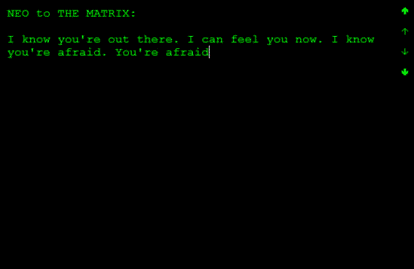 NEO to THE MATRIX:
I know you're out there. I can feel you now. I know
you're afraid. You're afraid